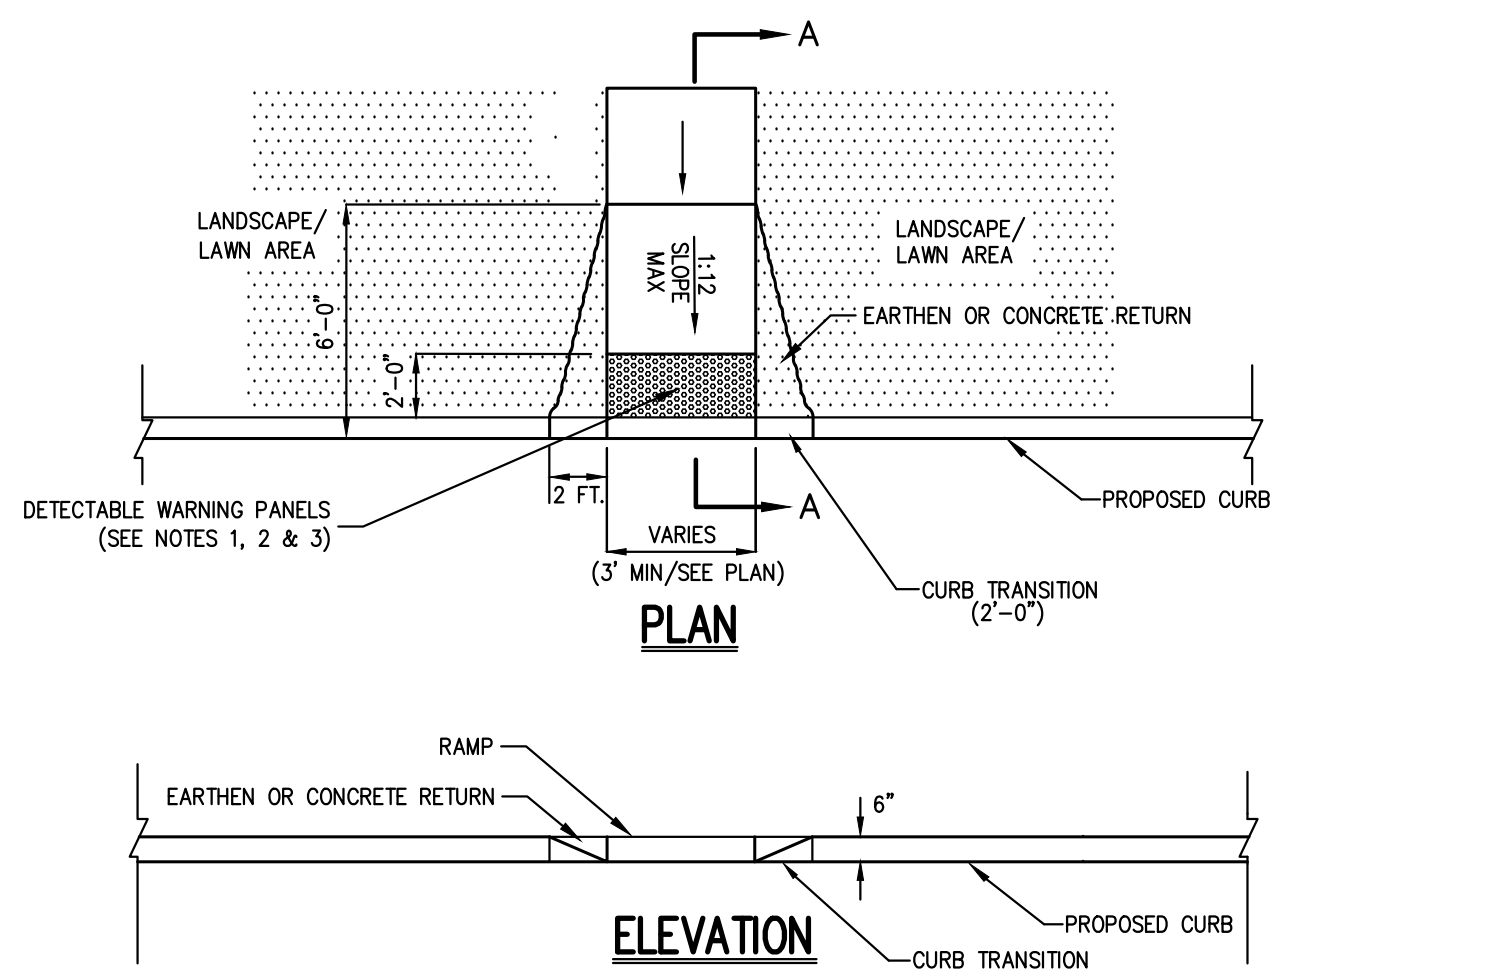 A
LANDSCAPE/
LAWN AREA
LANDSCAPE/
LAWN AREA
1:12
SLOPE
MAX
6'-0"
EARTHEN OR CONCRETE RETURN
2'-0"
2 FT.
DETECTABLE WARNING PANELS
(SEE NOTES 1, 2 & 3)
A
PROPOSED CURB
VARIES
(3' MIN/SEE PLAN)
CURB TRANSITION
(2'-0")
PLAN
RAMP
EARTHEN OR CONCRETE RETURN
6"
PROPOSED CURB
ELEVATION
CURB TRANSITION